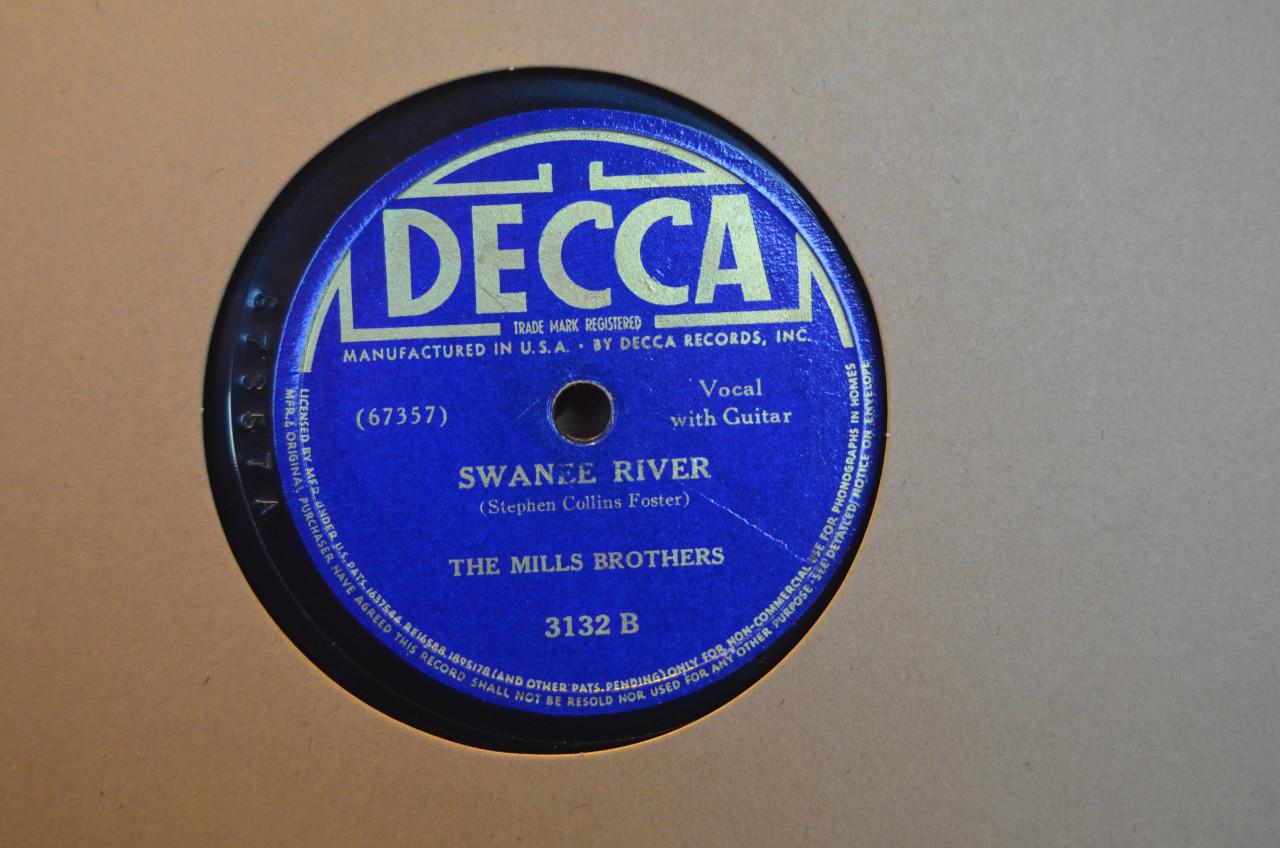 DECCA
TRADE MARK REGISTERED
MANUFACTURED IN U.S.A. • BY DECCA RECORDS, INC.
(67357)
Vocal
with Guitar
SWANEE RIVER
(Stephen Collins Foster)
THE MILLS BROTHERS
3132 B
LICENSED BY MFR. UNDER U.S. PATS. 1637544, RE16588, 1895178 (AND OTHER PATS. PENDING) ONLY FOR NON-COMMERCIAL USE FOR PHONOGRAPHS IN HOMES
MFR. & ORIGINAL PURCHASER HAVE AGREED THIS RECORD SHALL NOT BE RESOLD NOR USED FOR ANY OTHER PURPOSE. SEE DETAILED NOTICE ON ENVELOPE
67357 A